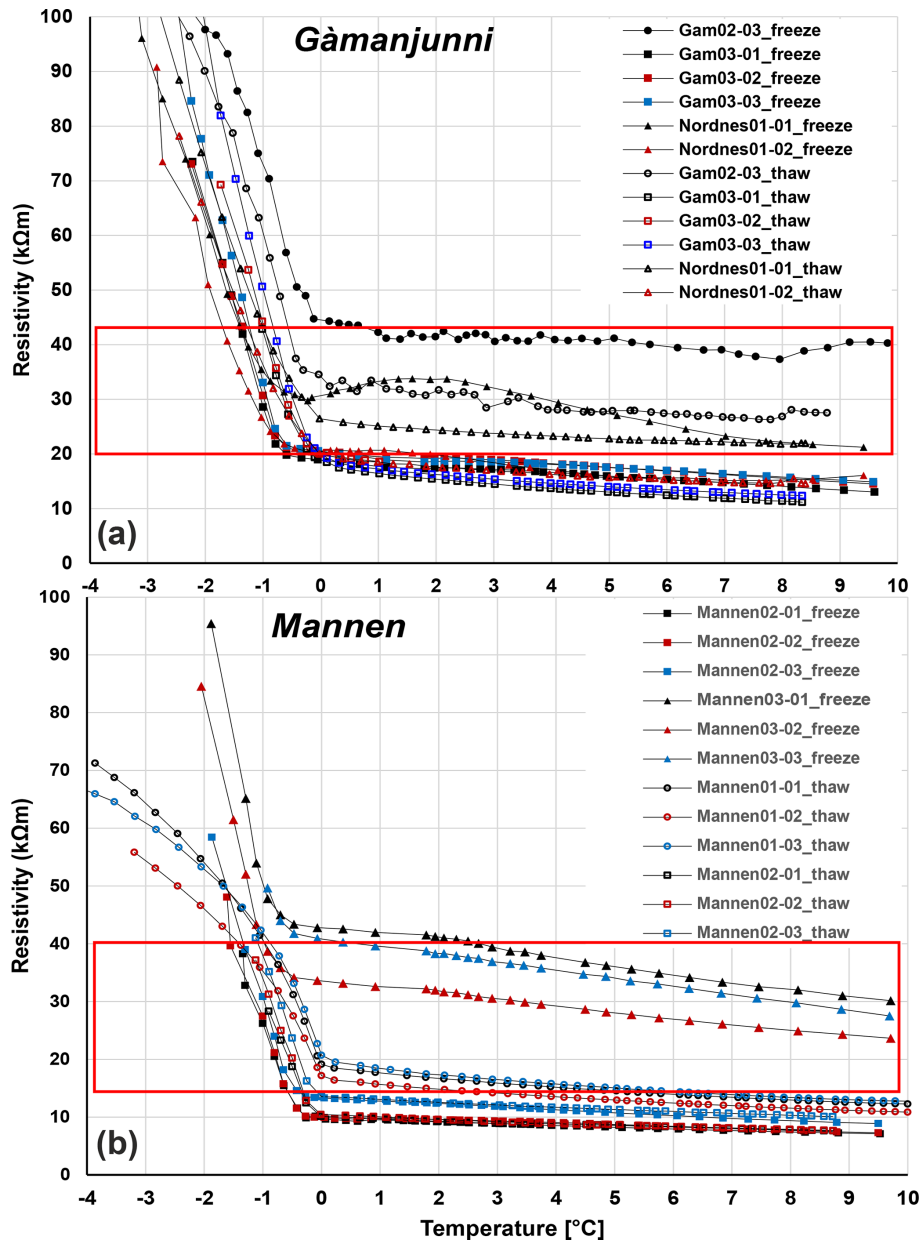 Gàmanjunni
Resistivity (kΩm)
100
90
80
70
60
50
40
30
20
10
0
-4 -3 -2 -1 0 1 2 3 4 5 6 7 8 9 10
Gam02-03_freeze
Gam03-01_freeze
Gam03-02_freeze
Gam03-03_freeze
Nordnes01-01_freeze
Nordnes01-02_freeze
Gam02-03_thaw
Gam03-01_thaw
Gam03-02_thaw
Gam03-03_thaw
Nordnes01-01_thaw
Nordnes01-02_thaw
(a)
Mannen
Resistivity (kΩm)
100
90
80
70
60
50
40
30
20
10
0
-4 -3 -2 -1 0 1 2 3 4 5 6 7 8 9 10
Mannen02-01_freeze
Mannen02-02_freeze
Mannen02-03_freeze
Mannen03-01_freeze
Mannen03-02_freeze
Mannen03-03_freeze
Mannen01-01_thaw
Mannen01-02_thaw
Mannen01-03_thaw
Mannen02-01_thaw
Mannen02-02_thaw
Mannen02-03_thaw
(b)
Temperature [°C]